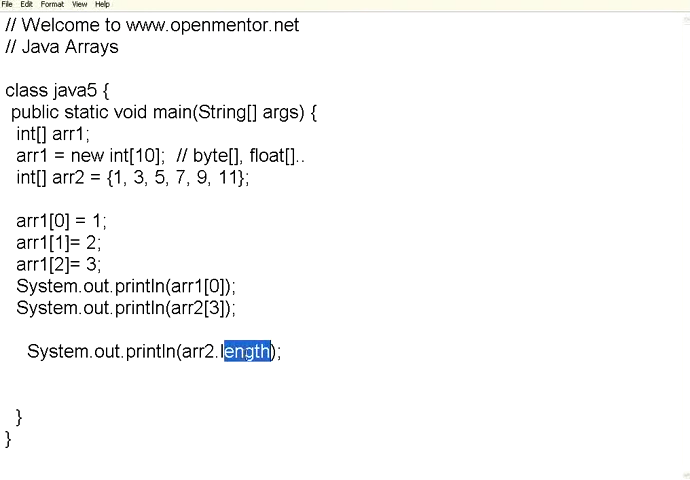 File Edit Format View Help
// Welcome to www.openmentor.net
// Java Arrays
class java5 {
public static void main(String[] args) {
int[] arr1;
arr1 = new int[10]; // byte[], float[]..
int[] arr2 = {1, 3, 5, 7, 9, 11};
arr1[0] = 1;
arr1[1]= 2;
arr1[2]= 3;
System.out.println(arr1[0]);
System.out.println(arr2[3]);
System.out.println(arr2.length);
}
}